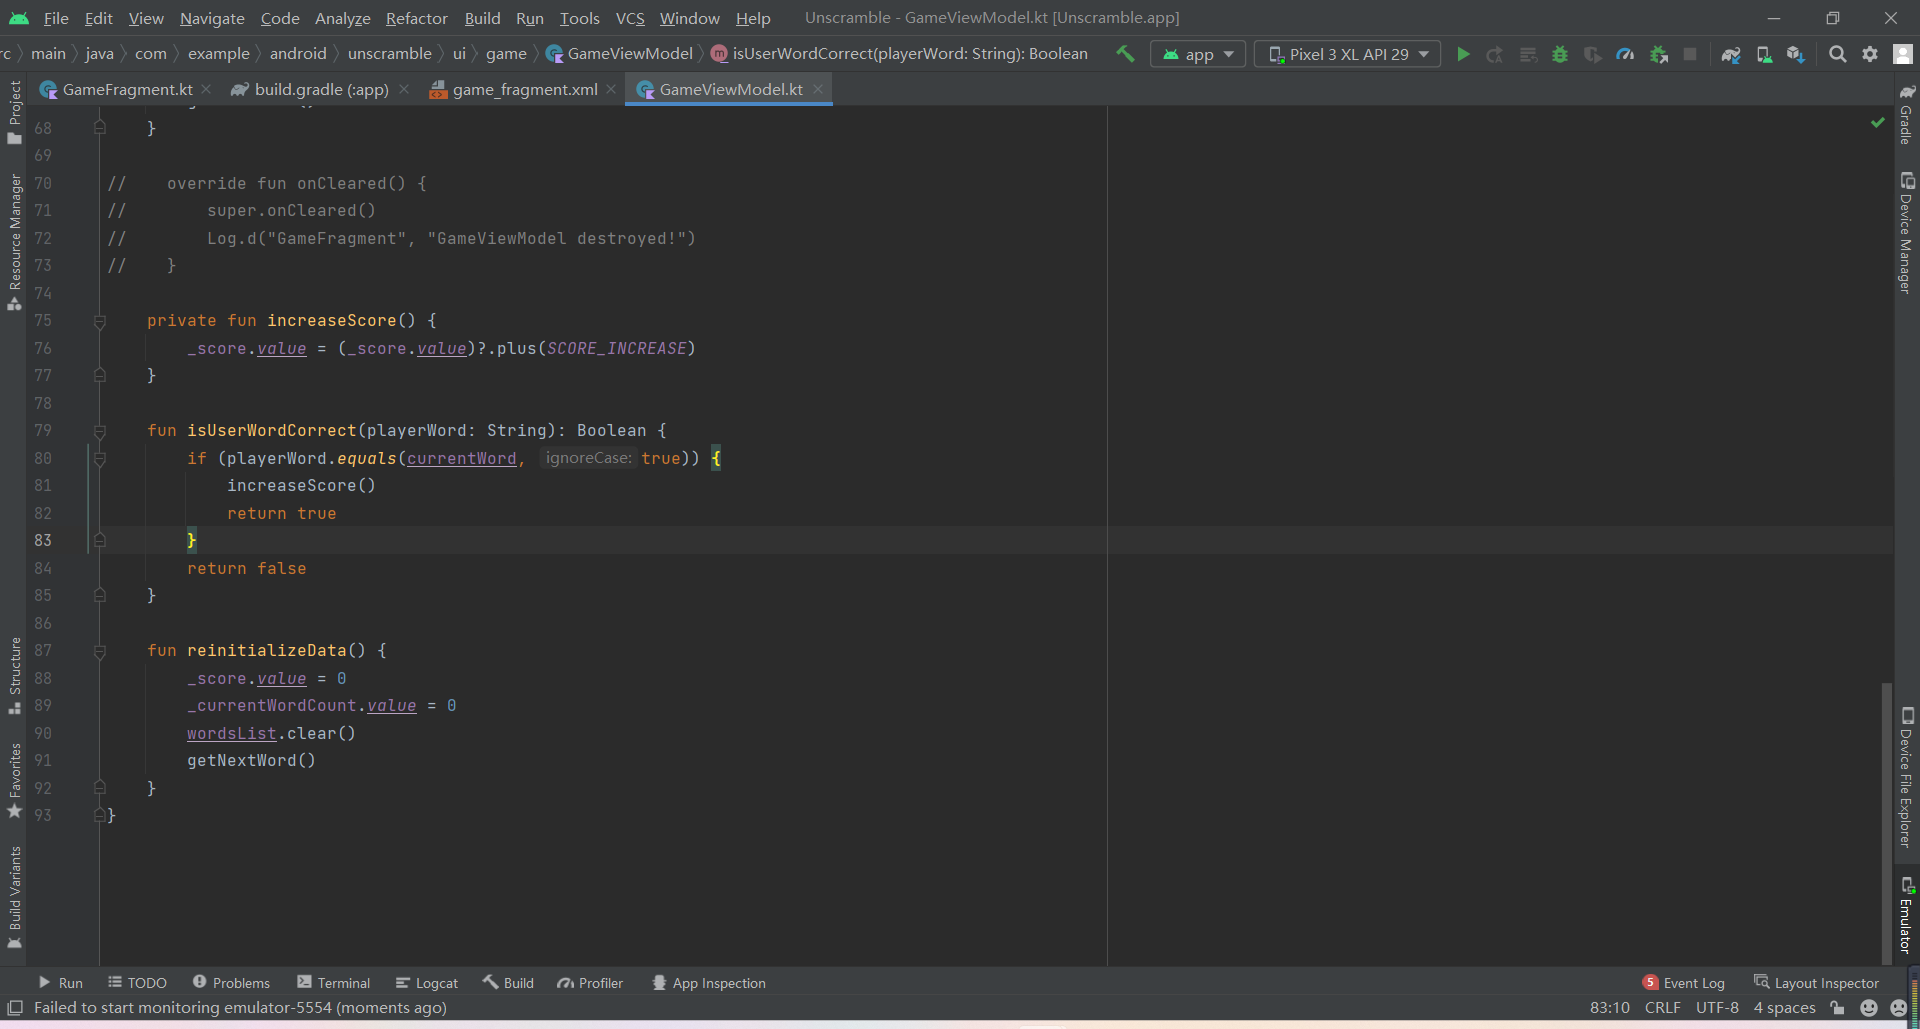 File Edit View Navigate Code Analyze Refactor Build Run Tools VCS Window Help Unscramble - GameViewModel.kt [Unscramble.app]
rc main java com example android unscramble ui game GameViewModel isUserWordCorrect(playerWord: String): Boolean app Pixel 3 XL API 29
GameFragment.kt build.gradle (:app) game_fragment.xml GameViewModel.kt
68 }
69
70 // override fun onCleared() {
71 // super.onCleared()
72 // Log.d("GameFragment", "GameViewModel destroyed!")
73 // }
74
75 private fun increaseScore() {
76 _score.value = (_score.value)?.plus(SCORE_INCREASE)
77 }
78
79 fun isUserWordCorrect(playerWord: String): Boolean {
80 if (playerWord.equals(currentWord, ignoreCase: true)) {
81 increaseScore()
82 return true
83 }
84 return false
85 }
86
87 fun reinitializeData() {
88 _score.value = 0
89 _currentWordCount.value = 0
90 wordsList.clear()
91 getNextWord()
92 }
93 }
Project
Resource Manager
Structure
Favorites
Build Variants
Gradle
Device Manager
Device File Explorer
Emulator
Run TODO Problems Terminal Logcat Build Profiler App Inspection 5 Event Log Layout Inspector
Failed to start monitoring emulator-5554 (moments ago) 83:10 CRLF UTF-8 4 spaces